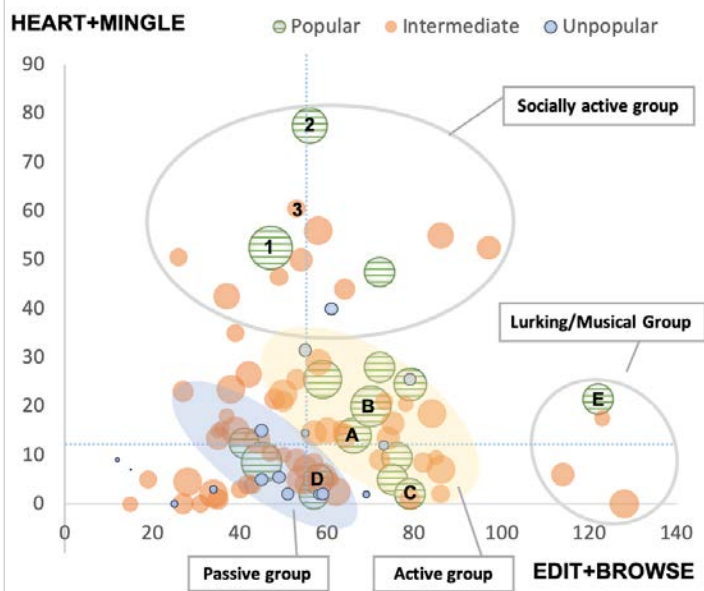 HEART+MINGLE
Popular Intermediate Unpopular
90
80
70
60
50
40
30
20
10
0
2
Socially active group
3
1
Lurking/Musical Group
E
B
A
D
C
0 20 40 60 80 100 120 140
Passive group
Active group
EDIT+BROWSE